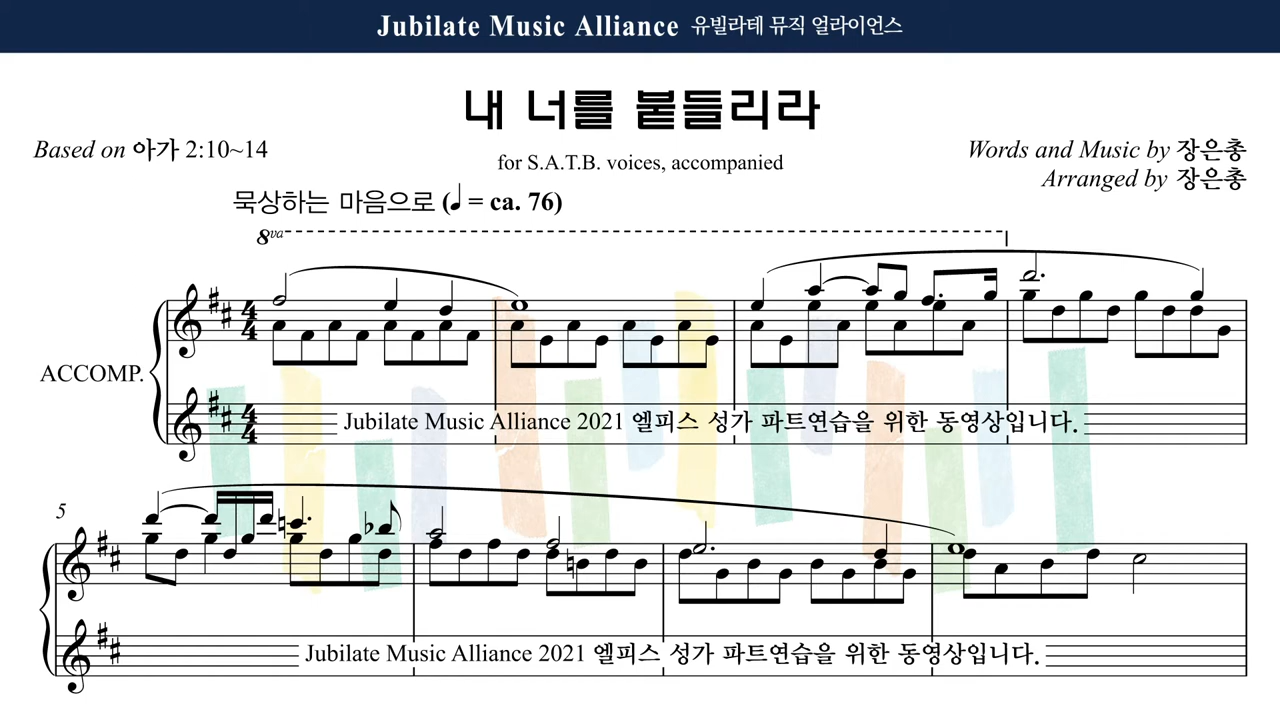 Jubilate Music Alliance 유빌라테 뮤직 얼라이언스
내 너를 붙들리라
Based on 아가 2:10~14
for S.A.T.B. voices, accompanied
Words and Music by 장은총
Arranged by 장은총
묵상하는 마음으로 (♩ = ca. 76)
8va
4 4
ACCOMP.
4 4
Jubilate Music Alliance 2021 엘피스 성가 파트연습을 위한 동영상입니다.
5
Jubilate Music Alliance 2021 엘피스 성가 파트연습을 위한 동영상입니다.